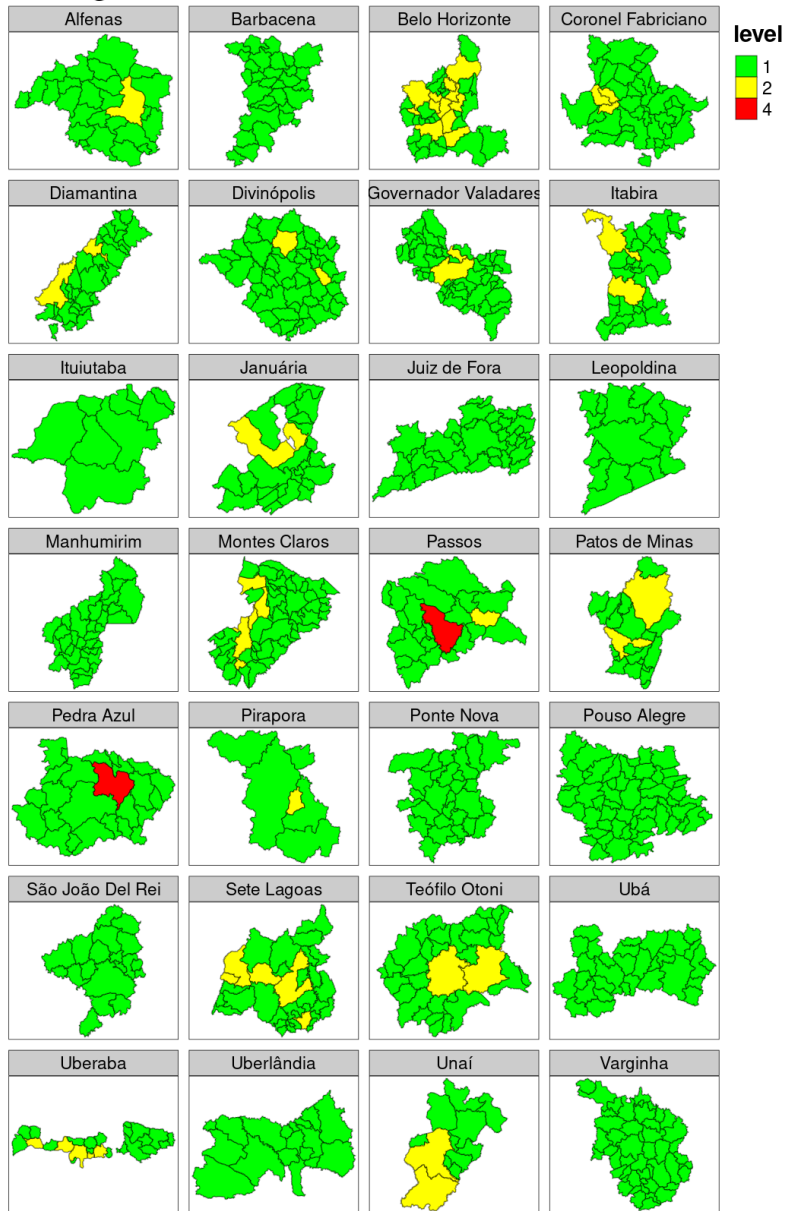 Alfenas
Barbacena
Belo Horizonte
Coronel Fabriciano
level
1
2
4
Diamantina
Divinópolis
Governador Valadares
Itabira
Ituiutaba
Januária
Juiz de Fora
Leopoldina
Manhumirim
Montes Claros
Passos
Patos de Minas
Pedra Azul
Pirapora
Ponte Nova
Pouso Alegre
São João Del Rei
Sete Lagoas
Teófilo Otoni
Ubá
Uberaba
Uberlândia
Unaí
Varginha